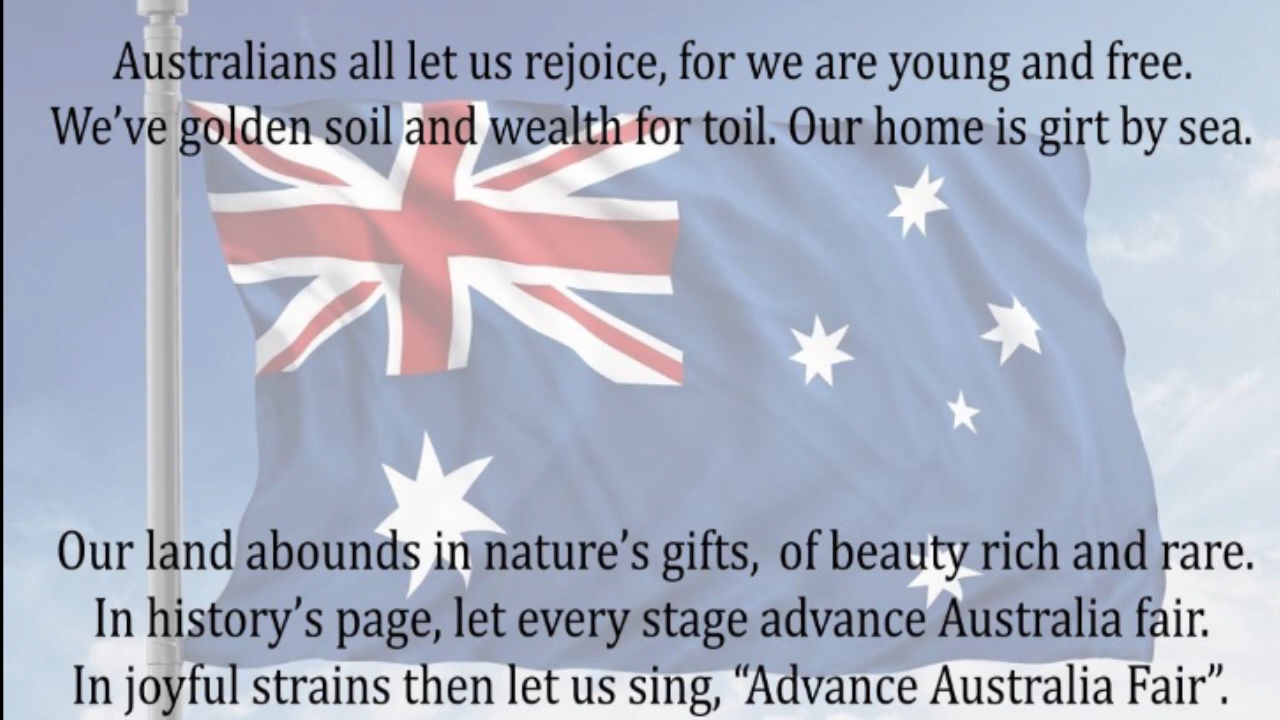 Australians all let us rejoice, for we are young and free.
We’ve golden soil and wealth for toil. Our home is girt by sea.
Our land abounds in nature’s gifts, of beauty rich and rare.
In history’s page, let every stage advance Australia fair.
In joyful strains then let us sing, “Advance Australia Fair”.